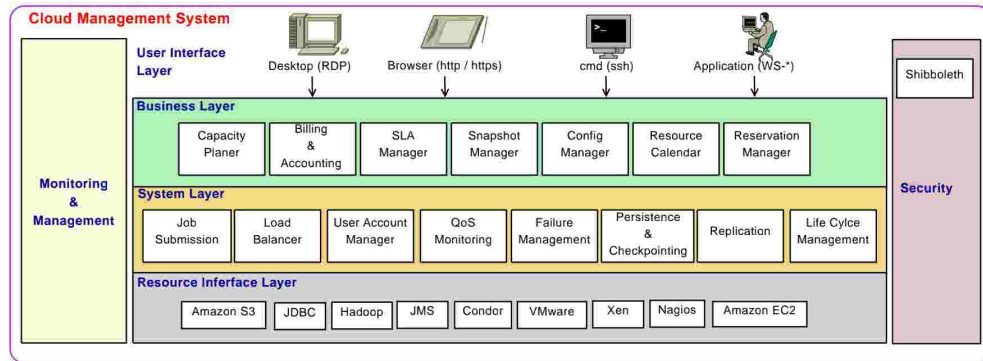 Cloud Management System
User Interface
Layer
Desktop (RDP)
Browser (http / https)
cmd (ssh)
Application (WS-*)
Shibboleth
Monitoring
&
Management
Security
Business Layer
Capacity
Planer
Billing
&
Accounting
SLA
Manager
Snapshot
Manager
Config
Manager
Resource
Calendar
Reservation
Manager
System Layer
Job
Submission
Load
Balancer
User Account
Manager
QoS
Monitoring
Failure
Management
Persistence
&
Checkpointing
Replication
Life Cylce
Management
Resource Inferface Layer
Amazon S3
JDBC
Hadoop
JMS
Condor
VMware
Xen
Nagios
Amazon EC2